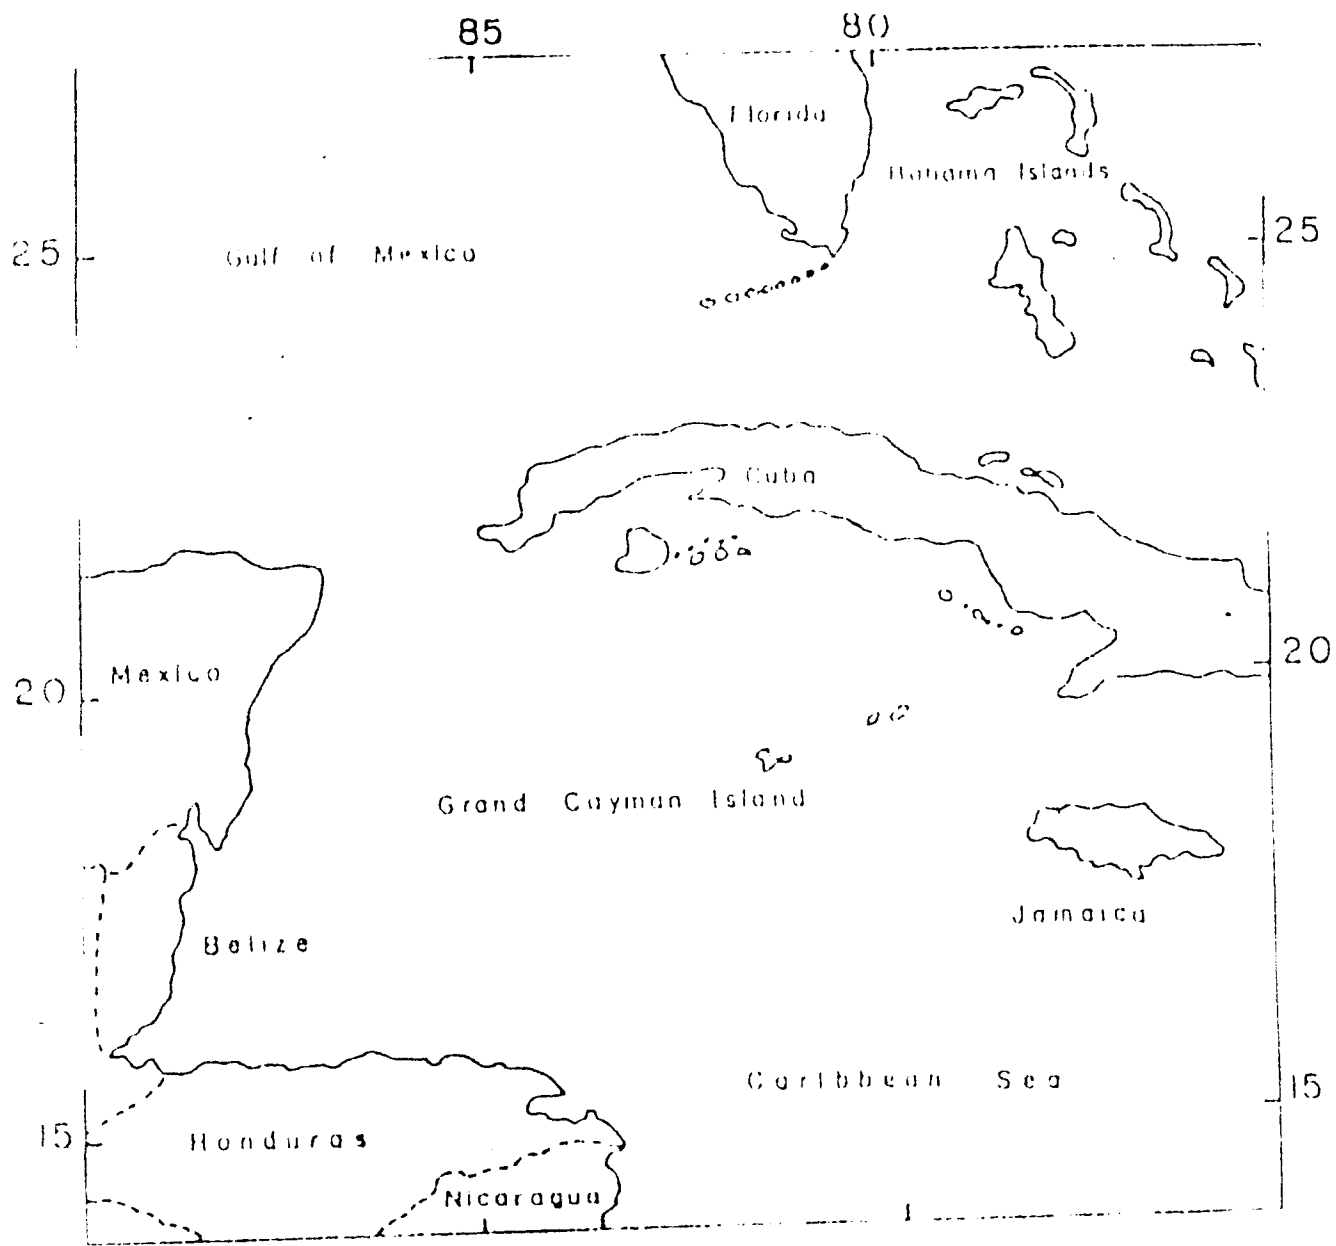 85 80
Florida
Bahama Islands
25 Gulf of Mexico 25
Cuba
20 Mexico 20
Grand Cayman Island
Jamaica
Belize
Caribbean Sea 15
15 Honduras
Nicaragua